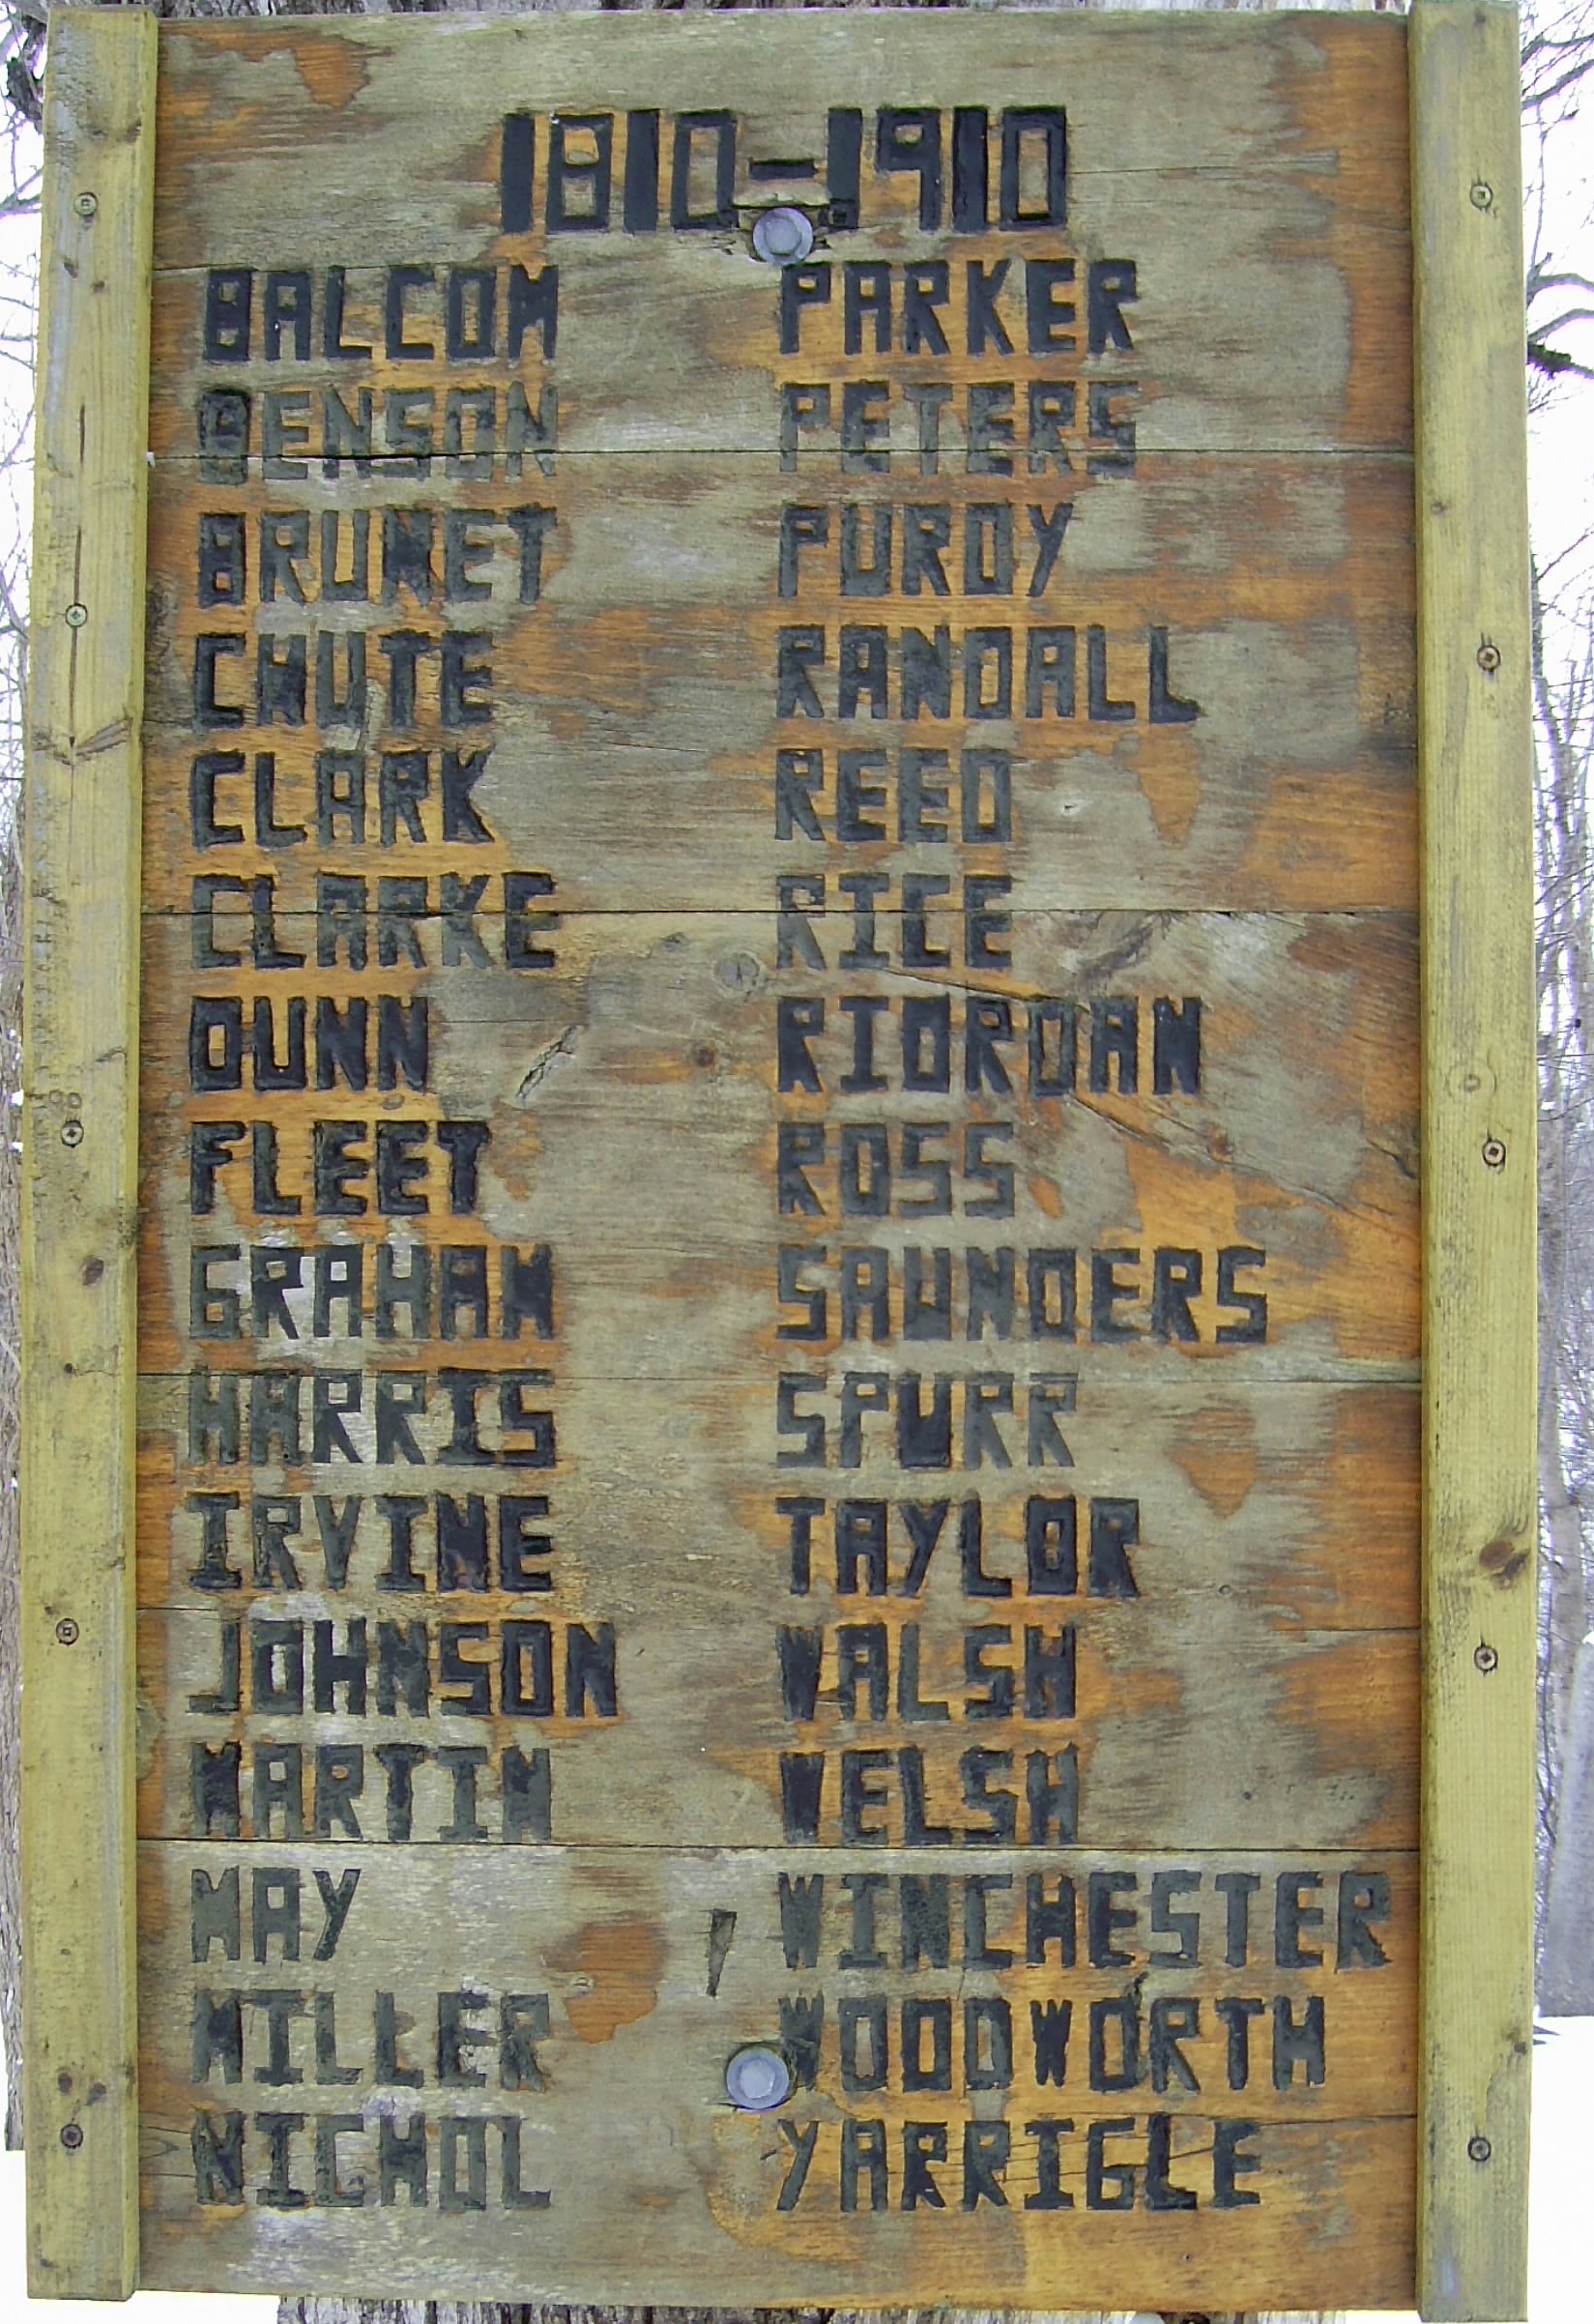 1810-1910
BALCOM
BENSON
BRUNET
CHUTE
CLARK
CLARKE
DUNN
FLEET
GRAHAM
HARRIS
IRVINE
JOHNSON
MARTIN
MAY
MILLER
NICHOL
PARKER
PETERS
PURDY
RANDALL
REED
RICE
RIORDAN
ROSS
SAUNDERS
SPURR
TAYLOR
WALSH
WELSH
WINCHESTER
WOODWORTH
YARRIGLE